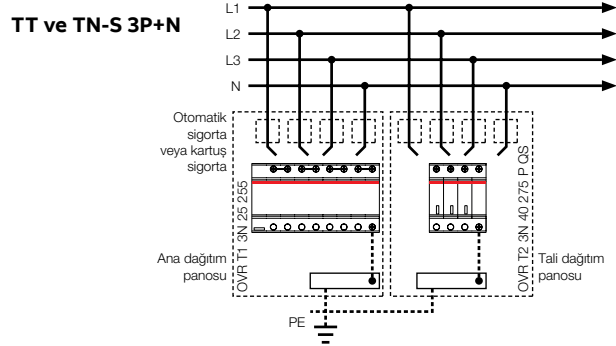 TT ve TN-S 3P+N
L1
L2
L3
N
Otomatik
sigorta
veya kartuş
sigorta
OVR T1 3N 25 255
OVR T2 3N 40 275 P QS
Ana dağıtım
panosu
Tali dağıtım
panosu
PE